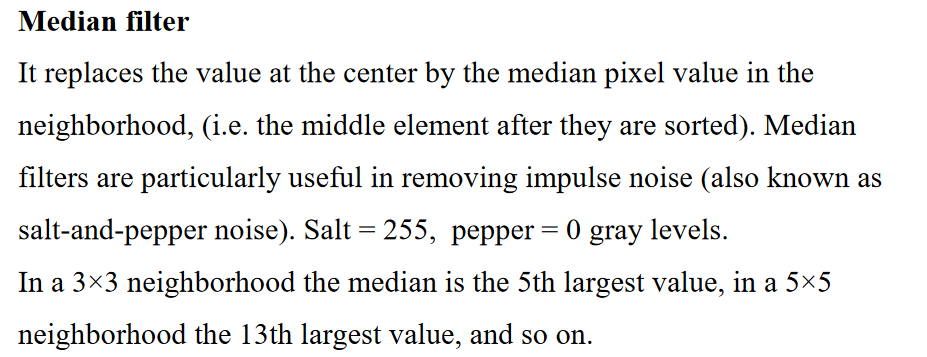 Median filter
It replaces the value at the center by the median pixel value in the
neighborhood, (i.e. the middle element after they are sorted). Median
filters are particularly useful in removing impulse noise (also known as
salt-and-pepper noise). Salt = 255,  pepper = 0 gray levels.
In a 3×3 neighborhood the median is the 5th largest value, in a 5×5
neighborhood the 13th largest value, and so on.